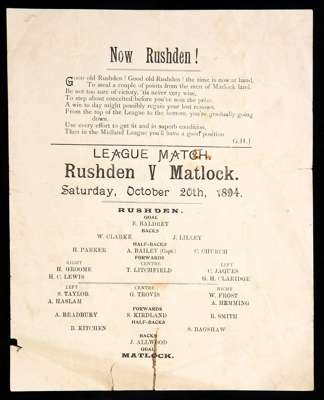 Now Rushden!
Good old Rushden! Good old Rushden! the time is now at hand,
To steal a couple of points from the men of Matlock land.
Be not too sure of victory, 'tis never very wise,
To step about conceited before you've won the prize.
A win to day might possibly regain your lost renown,
From the top of the League to the bottom, you're gradually going
down.
Use every effort to get fit and in superb condition,
Then in the Midland League you'll have a good position
G.H.J.
LEAGUE MATCH.
Rushden V Matlock.
Saturday, October 20th, 1894.
RUSHDEN.
GOAL
E. BALDREY
BACKS
W. CLARKE J. LILLEY
HALF-BACKS
H. PARKER A. BAILEY (Capt.) C. CHURCH
FORWARDS
RIGHT CENTRE LEFT
H. GROOME T. LITCHFIELD C. JAQUES
H. C. LEWIS G. H. CLARIDGE
LEFT CENTRE RIGHT
S. TAYLOR G. TROVIS W. FROST
A. HASLAM A. HEMMING
FORWARDS
A. BRADBURY S. KIRDLAND B. SMITH
HALF-BACKS
B. KITCHEN S. BAGSHAW
BACKS
J. ALLWOOD
GOAL
MATLOCK.